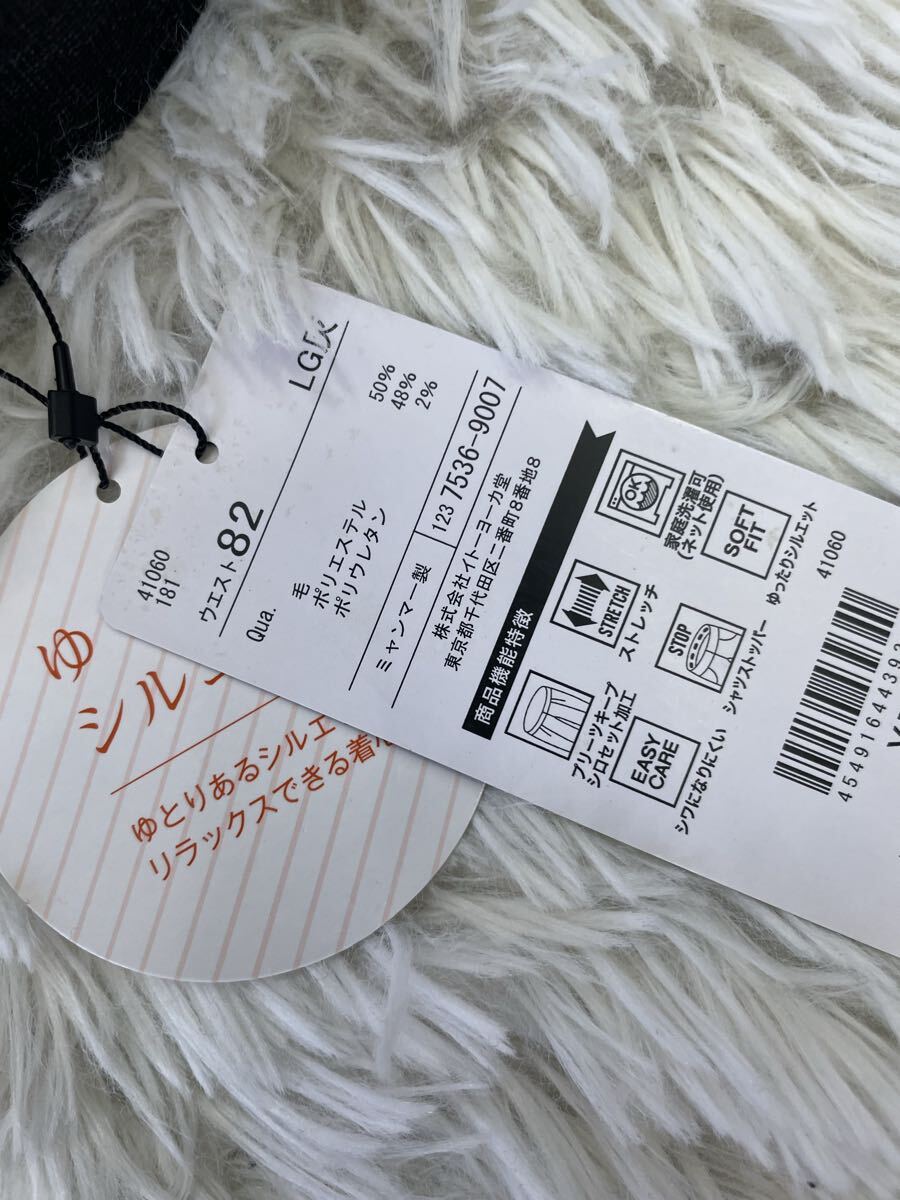 LG灰
41060
181
ウエスト 82
Qua.
毛 50%
ポリエステル 48%
ポリウレタン 2%
ミャンマー製
123 7536-9007
株式会社イトーヨーカ堂
東京都千代田区二番町8番地8
商品機能特徴
プリーツキープ
シロセット加工
STRETCH
ストレッチ
OK
家庭洗濯可
(ネット使用)
EASY
CARE
シワになりにくい
STOP
シャツストッパー
SOFT
FIT
ゆったりシルエット
41060
ゆ
シル
ゆとりあるシルエ
リラックスできる着